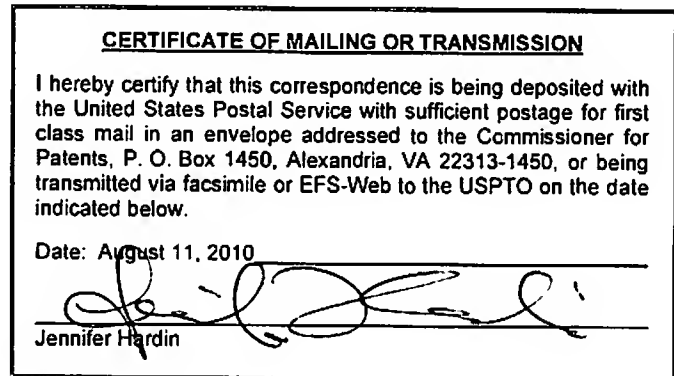 CERTIFICATE OF MAILING OR TRANSMISSION
I hereby certify that this correspondence is being deposited with
the United States Postal Service with sufficient postage for first
class mail in an envelope addressed to the Commissioner for
Patents, P. O. Box 1450, Alexandria, VA 22313-1450, or being
transmitted via facsimile or EFS-Web to the USPTO on the date
indicated below.
Date: August 11, 2010
Jennifer Hardin